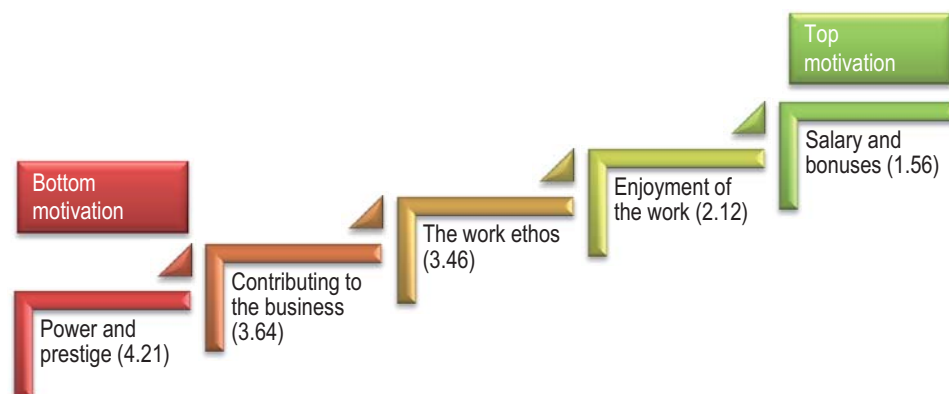 Top
motivation
Salary and
bonuses (1.56)
Enjoyment of
the work (2.12)
The work ethos
(3.46)
Contributing to
the business
(3.64)
Bottom
motivation
Power and
prestige (4.21)